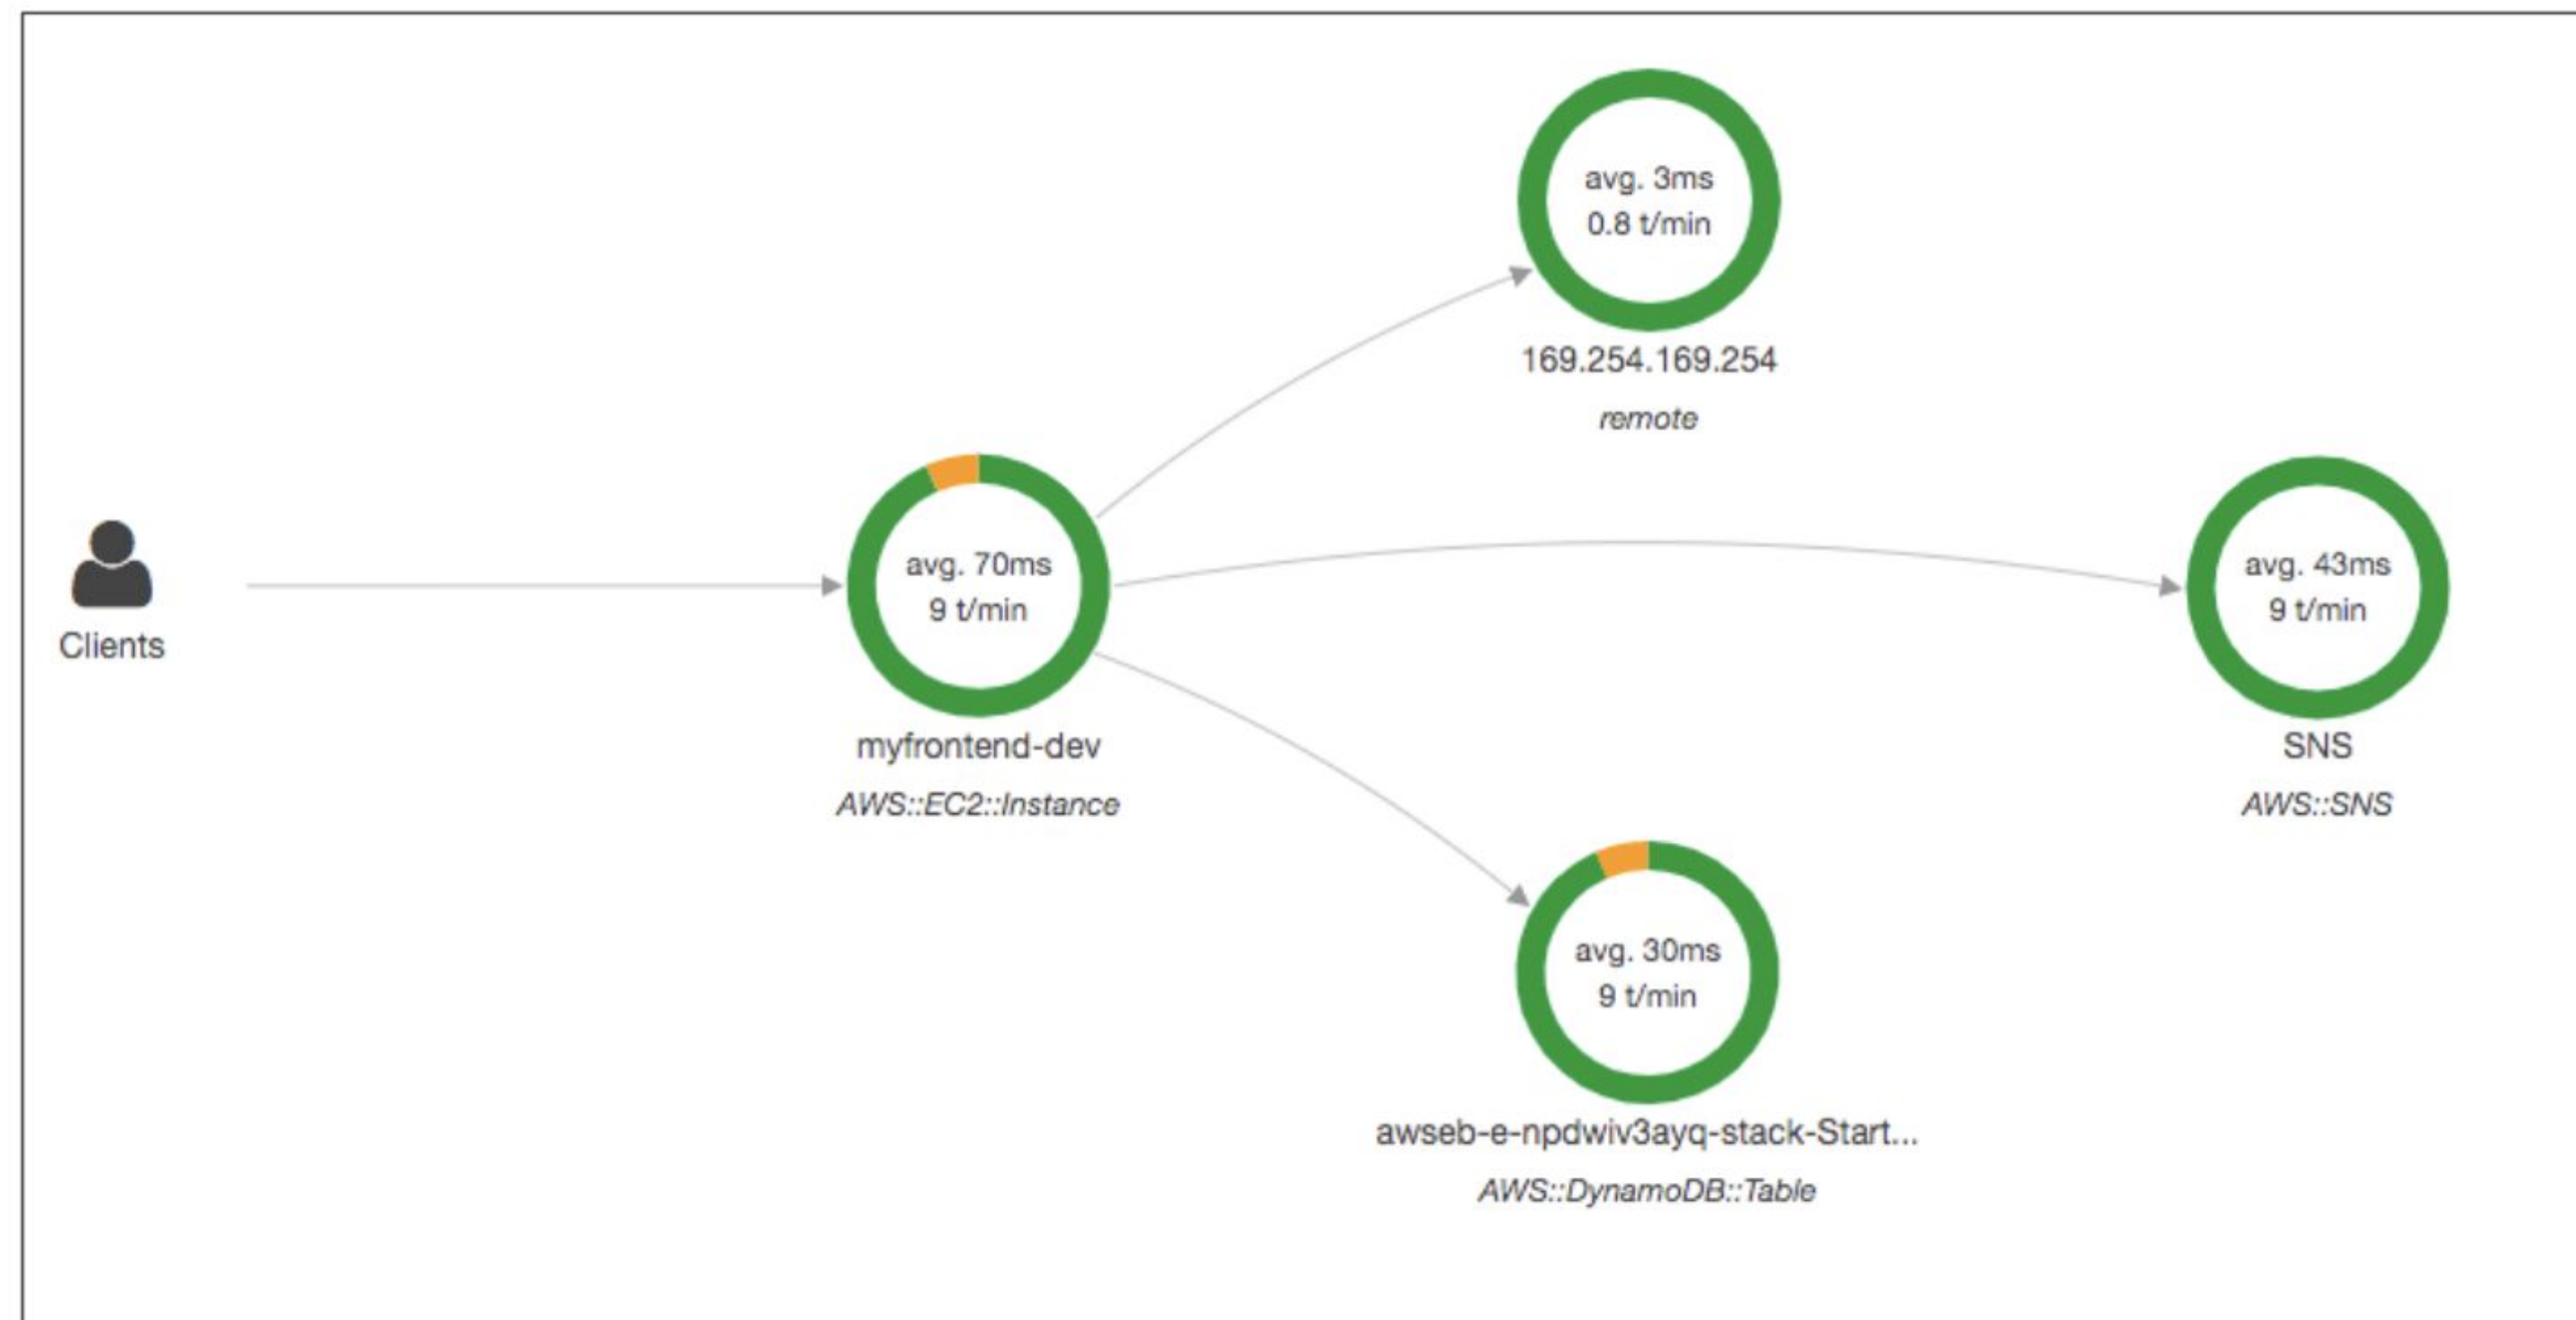 avg. 3ms
0.8 t/min
169.254.169.254
remote
Clients
avg. 70ms
9 t/min
myfrontend-dev
AWS::EC2::Instance
avg. 43ms
9 t/min
SNS
AWS::SNS
avg. 30ms
9 t/min
awseb-e-npdwiv3ayq-stack-Start...
AWS::DynamoDB::Table